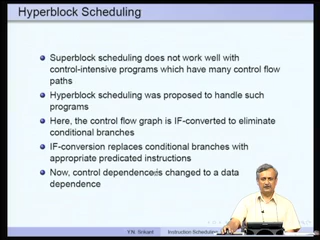 Hyperblock Scheduling
Superblock scheduling does not work well with
control-intensive programs which have many control flow
paths
Hyperblock scheduling was proposed to handle such
programs
Here, the control flow graph is IF-converted to eliminate
conditional branches
IF-conversion replaces conditional branches with
appropriate predicated instructions
Now, control dependence is changed to a data
dependence
Y.N. Srikant
Instruction Scheduling